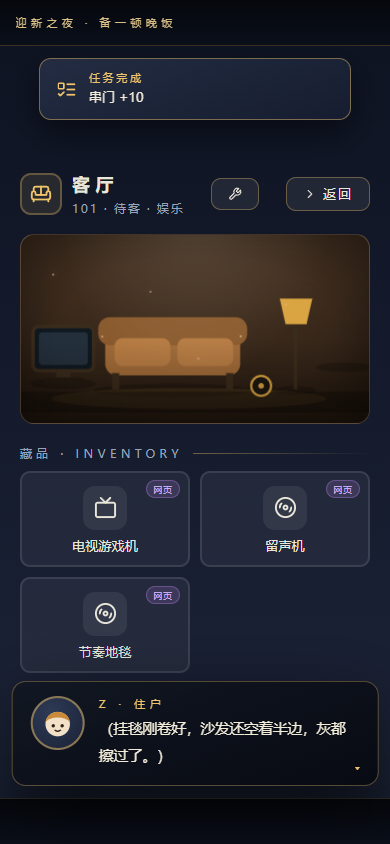 迎新之夜 · 备一顿晚饭
任务完成
串门 +10
客厅
101 · 待客 · 娱乐
返回
藏品 · INVENTORY
网页
电视游戏机
网页
留声机
网页
节奏地毯
Z · 住户
（挂毯刚卷好，沙发还空着半边，灰都
擦过了。）